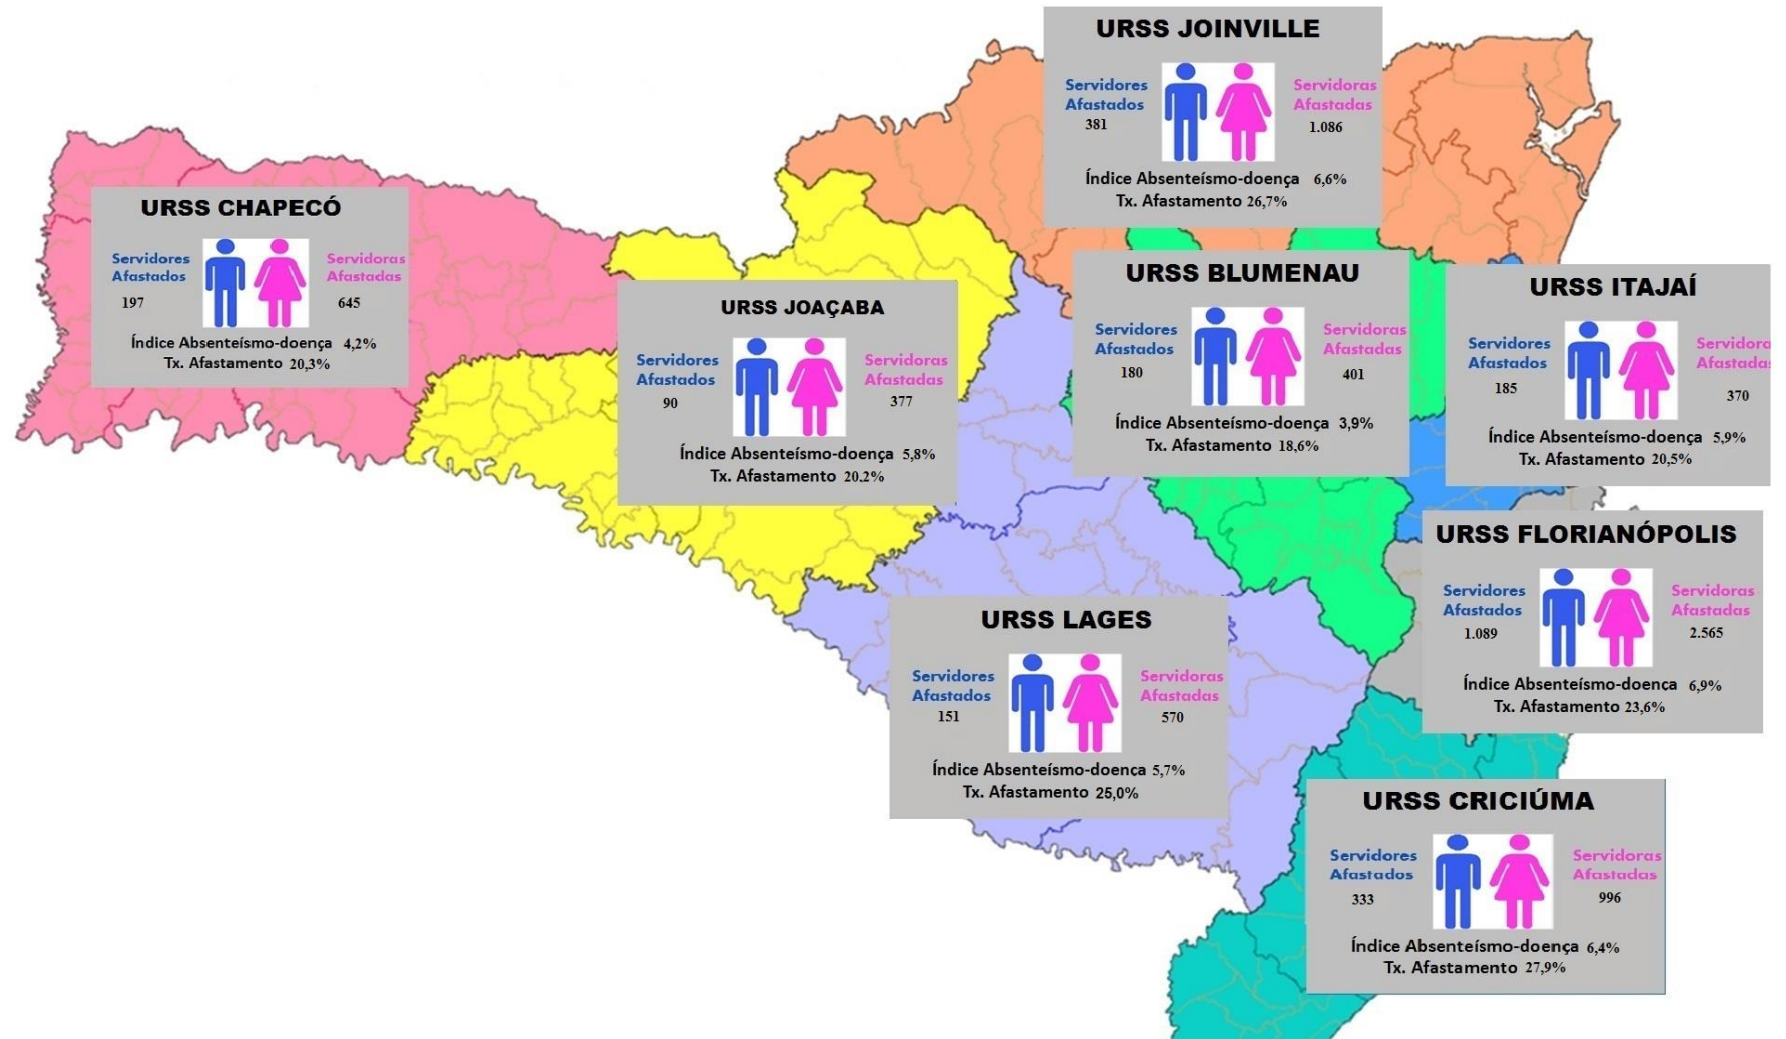 URSS JOINVILLE
Servidores
Afastados
381
Servidoras
Afastadas
1.086
Índice Absenteísmo-doença 6,6%
Tx. Afastamento 26,7%
URSS CHAPECÓ
Servidores
Afastados
197
Servidoras
Afastadas
645
Índice Absenteísmo-doença 4,2%
Tx. Afastamento 20,3%
URSS JOAÇABA
Servidores
Afastados
90
Servidoras
Afastadas
377
Índice Absenteísmo-doença 5,8%
Tx. Afastamento 20.2%
URSS BLUMENAU
Servidores
Afastados
180
Servidoras
Afastadas
401
Índice Absenteísmo-doença 3,9%
Tx. Afastamento 18,6%
URSS ITAJAÍ
Servidores
Afastados
185
Servidora
Afastada
370
Índice Absenteísmo-doença 5,9%
Tx. Afastamento 20,5%
URSS FLORIANÓPOLIS
Servidores
Afastados
1.089
Servidoras
Afastadas
2.565
Índice Absenteísmo-doença 6,9%
Tx. Afastamento 23,6%
URSS LAGES
Servidores
Afastados
151
Servidoras
Afastadas
570
Índice Absenteísmo-doença 5,7%
Tx. Afastamento 25,0%
URSS CRICIÚMA
Servidores
Afastados
333
Servidoras
Afastadas
996
Índice Absenteísmo-doença 6,4%
Tx. Afastamento 27,9%